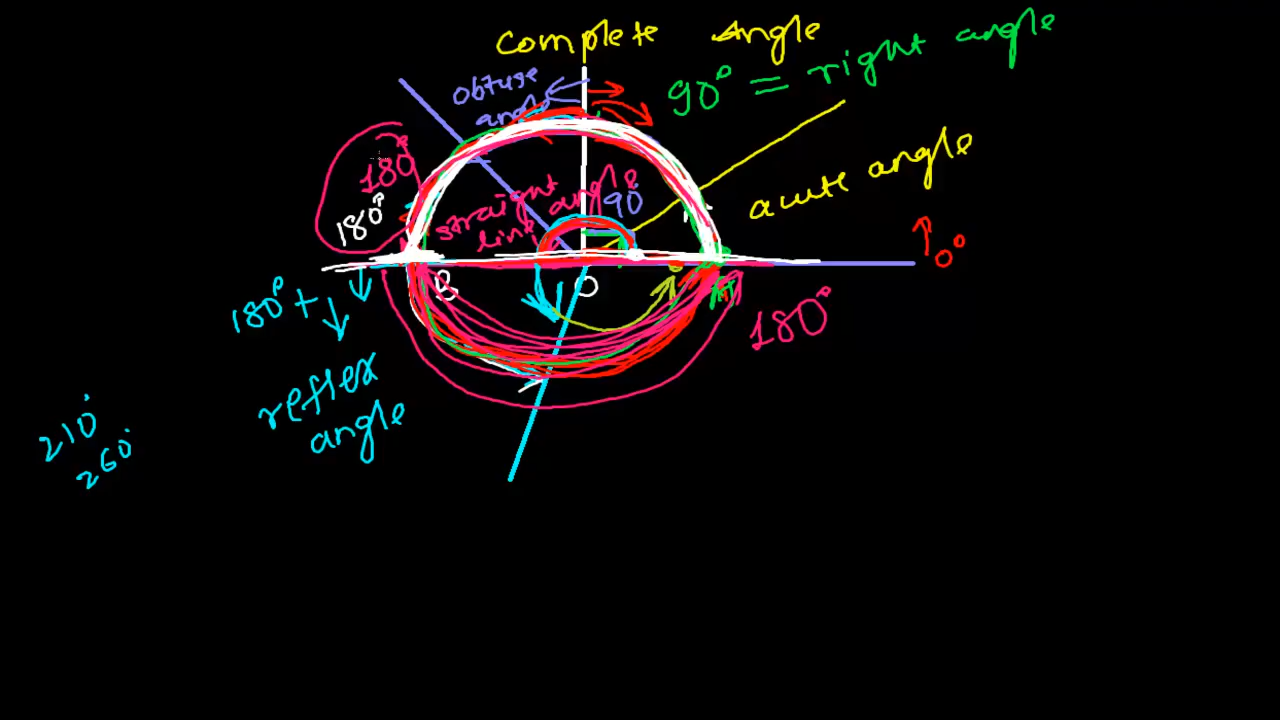 complete Angle
90° = right angle
obtuse
angle
acute angle
180°
180°
straight angle
line
90
0°
B
O
A
180° +
180°
reflex
angle
210°
260°